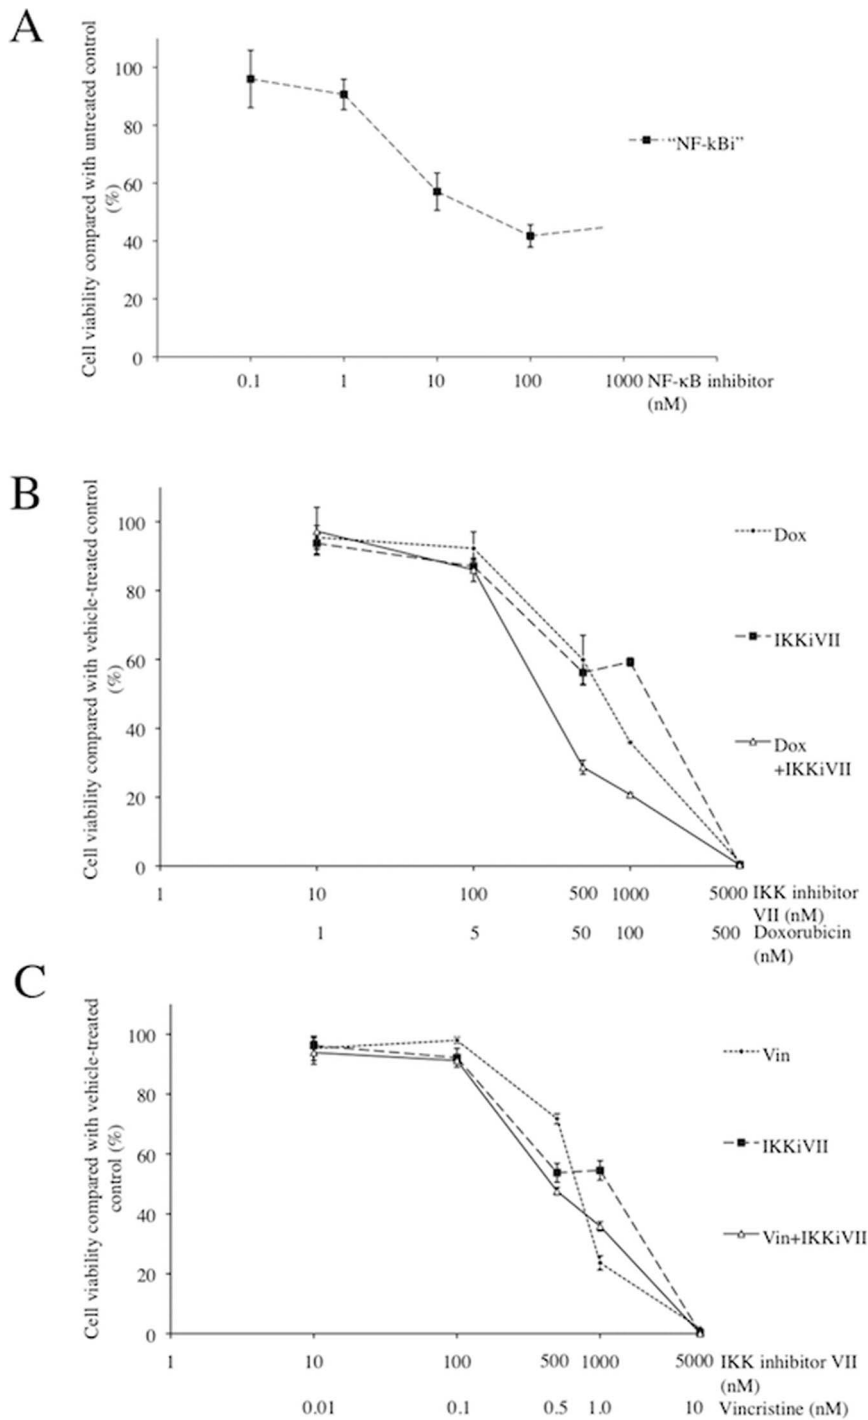 A
Cell viability compared with untreated control
(%)
100
80
60
40
20
0
"NF-kBi"
0.1 1 10 100 1000 NF-κB inhibitor
(nM)
B
Cell viability compared with vehicle-treated control
(%)
100
80
60
40
20
0
Dox
IKKiVII
Dox
+IKKiVII
1 10 100 500 1000 5000 IKK inhibitor
VII (nM)
1 5 50 100 500 Doxorubicin
(nM)
C
Cell viability compared with vehicle-treated
control (%)
100
80
60
40
20
0
Vin
IKKiVII
Vin+IKKiVII
1 10 100 500 1000 5000 IKK inhibitor VII
(nM)
0.01 0.1 0.5 1.0 10 Vincristine (nM)